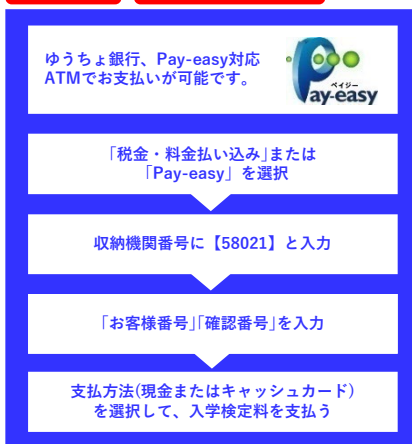 ゆうちょ銀行、Pay-easy対応
ATMでお支払いが可能です。
ペイジー
Pay-easy
「税金・料金払い込み」または
「Pay-easy」を選択
収納機関番号に【58021】と入力
「お客様番号」「確認番号」を入力
支払方法(現金またはキャッシュカード)
を選択して、入学検定料を支払う